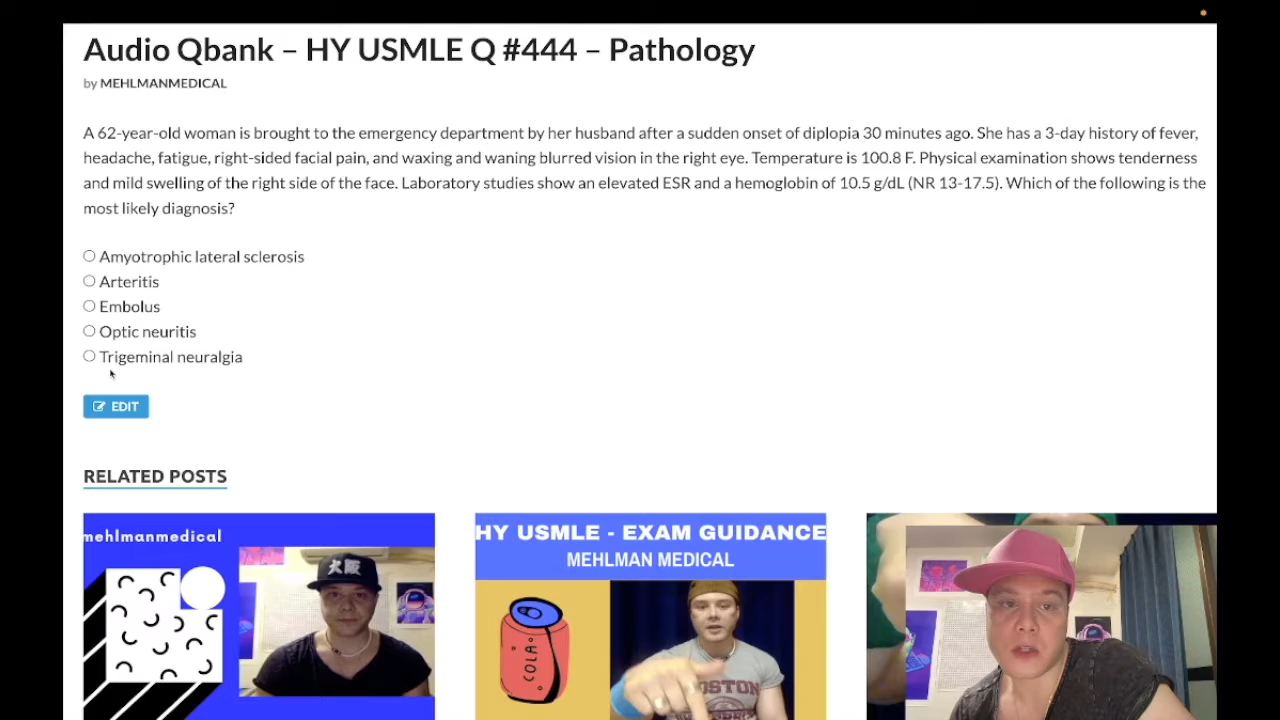 Audio Qbank – HY USMLE Q #444 – Pathology
by MEHLMANMEDICAL
A 62-year-old woman is brought to the emergency department by her husband after a sudden onset of diplopia 30 minutes ago. She has a 3-day history of fever,
headache, fatigue, right-sided facial pain, and waxing and waning blurred vision in the right eye. Temperature is 100.8 F. Physical examination shows tenderness
and mild swelling of the right side of the face. Laboratory studies show an elevated ESR and a hemoglobin of 10.5 g/dL (NR 13-17.5). Which of the following is the
most likely diagnosis?
Amyotrophic lateral sclerosis
Arteritis
Embolus
Optic neuritis
Trigeminal neuralgia
EDIT
RELATED POSTS
mehlmanmedical
大阪
HY USMLE - EXAM GUIDANCE
MEHLMAN MEDICAL
COLA
BOSTON